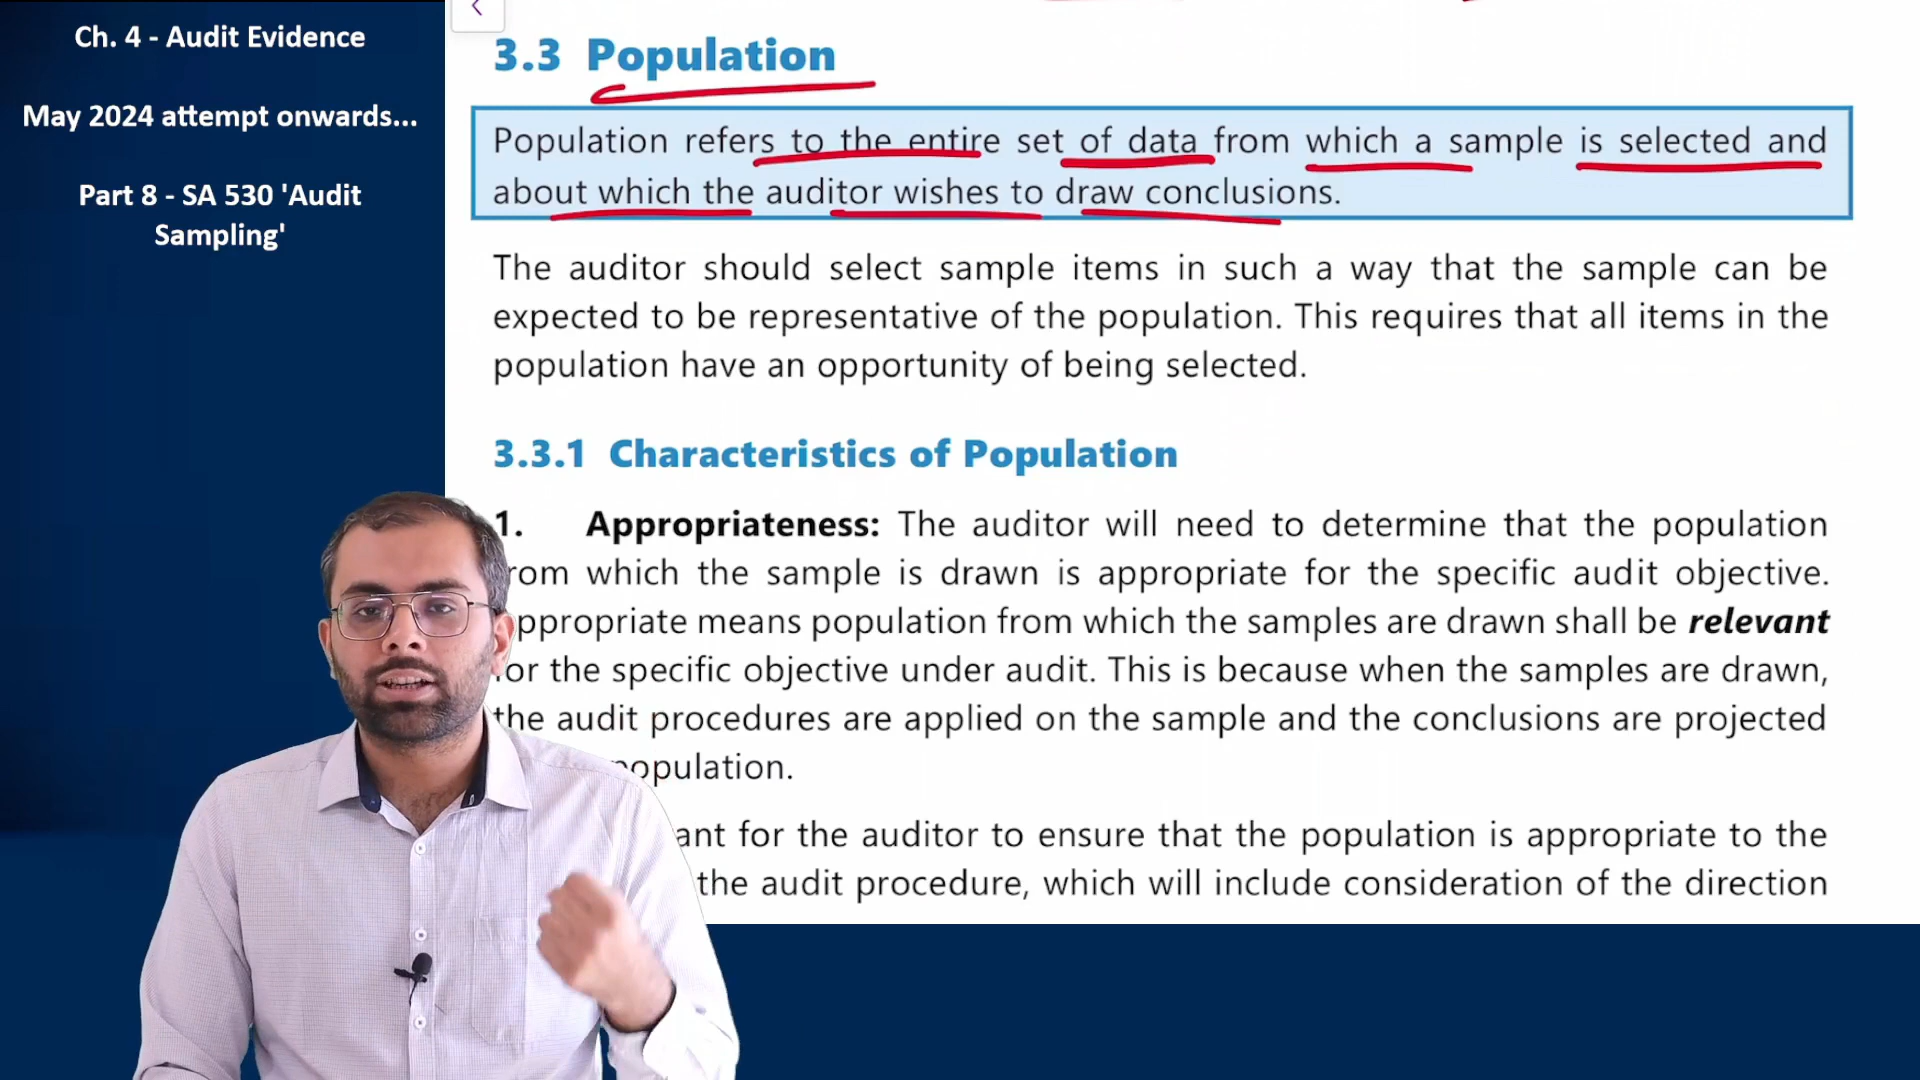 Ch. 4 - Audit Evidence
May 2024 attempt onwards...
Part 8 - SA 530 'Audit
Sampling'
3.3 Population
Population refers to the entire set of data from which a sample is selected and
about which the auditor wishes to draw conclusions.
The auditor should select sample items in such a way that the sample can be
expected to be representative of the population. This requires that all items in the
population have an opportunity of being selected.
3.3.1 Characteristics of Population
1. Appropriateness: The auditor will need to determine that the population
which the sample is drawn is appropriate for the specific audit objective.
means population from which the samples are drawn shall be relevant
the specific objective under audit. This is because when the samples are drawn,
the audit procedures are applied on the sample and the conclusions are projected
population.
for the auditor to ensure that the population is appropriate to the
the audit procedure, which will include consideration of the direction